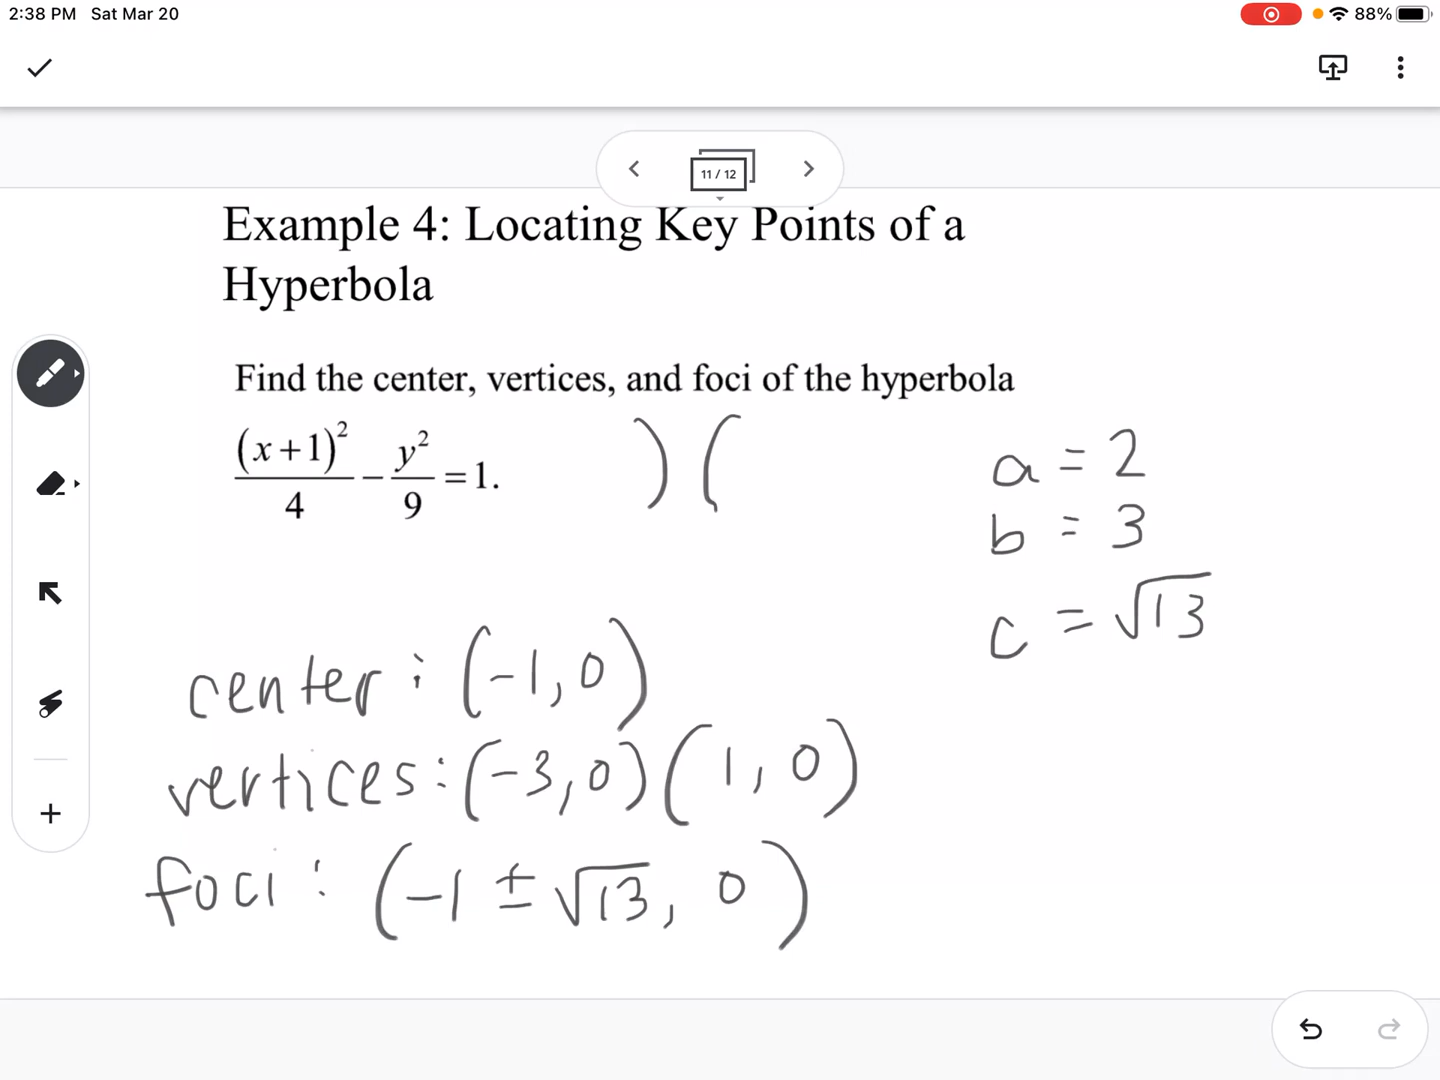 2:38 PM Sat Mar 20
88%
11 / 12
Example 4: Locating Key Points of a
Hyperbola
Find the center, vertices, and foci of the hyperbola
(x+1)²/4 − y²/9 = 1.
) (
a = 2
b = 3
c = √13
center : (-1, 0)
vertices : (-3, 0) (1, 0)
foci : (-1 ± √13, 0)